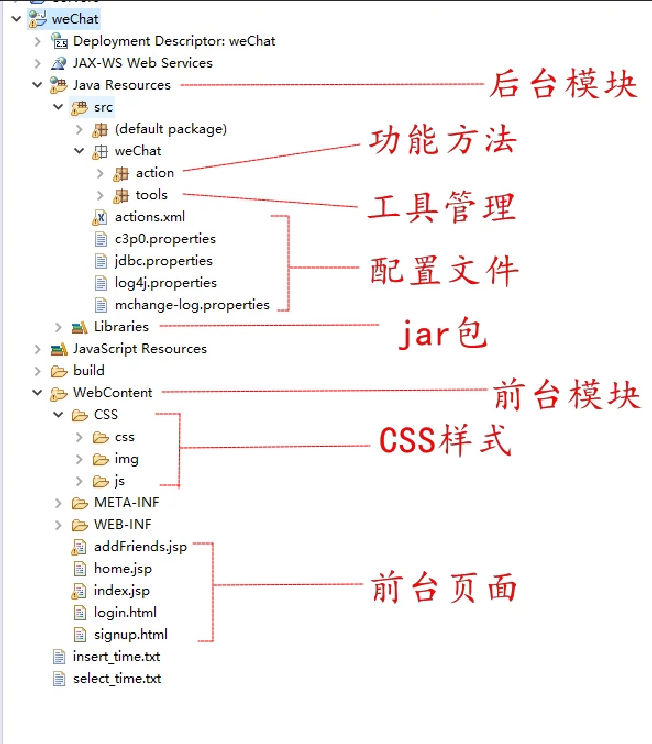 weChat
Deployment Descriptor: weChat
JAX-WS Web Services
Java Resources
后台模块
src
(default package)
功能方法
weChat
action
tools
工具管理
actions.xml
c3p0.properties
jdbc.properties
配置文件
log4j.properties
mchange-log.properties
Libraries
jar包
JavaScript Resources
build
WebContent
前台模块
CSS
css
CSS样式
img
js
META-INF
WEB-INF
addFriends.jsp
home.jsp
index.jsp
前台页面
login.html
signup.html
insert_time.txt
select_time.txt